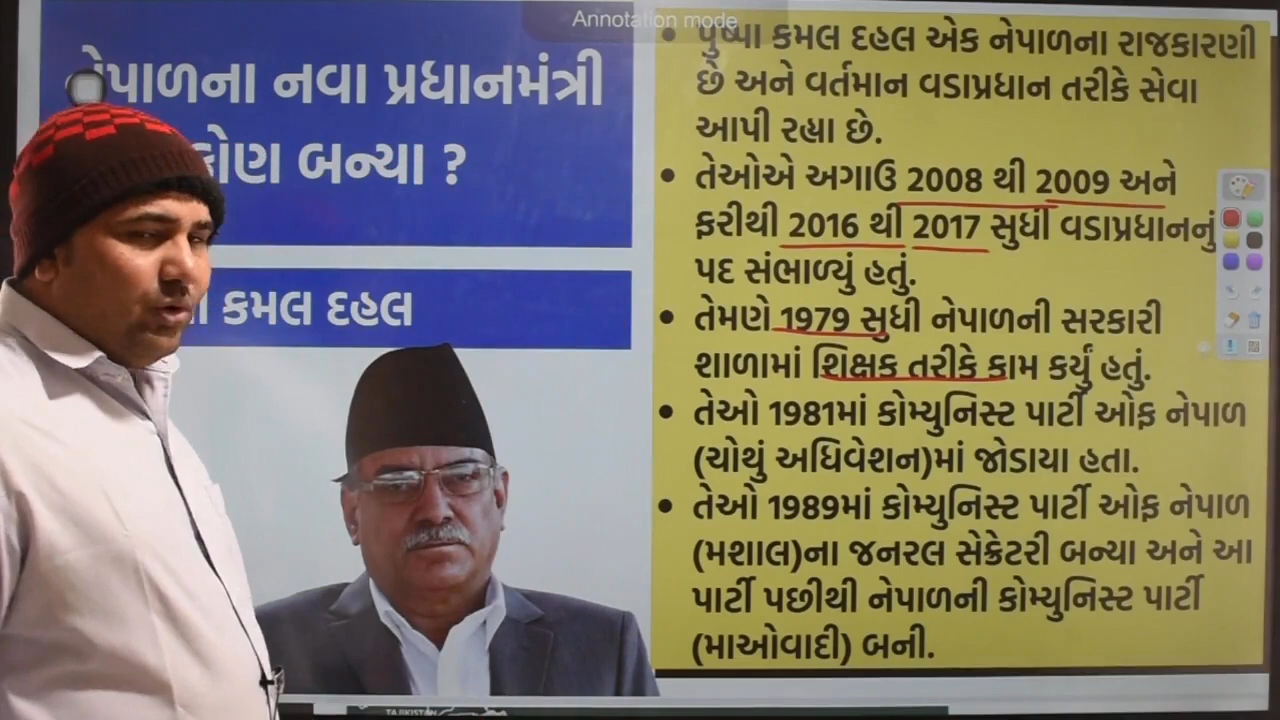 Annotation mode
નેપાળના નવા પ્રધાનમંત્રી
કોણ બન્યા ?
કમલ દહલ
પુષ્પા કમલ દહલ એક નેપાળના રાજકારણી
છે અને વર્તમાન વડાપ્રધાન તરીકે સેવા
આપી રહ્યા છે.
તેઓએ અગાઉ 2008 થી 2009 અને
ફરીથી 2016 થી 2017 સુધી વડાપ્રધાનનું
પદ સંભાળ્યું હતું.
તેમણે 1979 સુધી નેપાળની સરકારી
શાળામાં શિક્ષક તરીકે કામ કર્યું હતું.
તેઓ 1981માં કોમ્યુનિસ્ટ પાર્ટી ઓફ નેપાળ
(ચોથું અધિવેશન)માં જોડાયા હતા.
તેઓ 1989માં કોમ્યુનિસ્ટ પાર્ટી ઓફ નેપાળ
(મશાલ)ના જનરલ સેક્રેટરી બન્યા અને આ
પાર્ટી પછીથી નેપાળની કોમ્યુનિસ્ટ પાર્ટી
(માઓવાદી) બની.
TAJIKISTAN